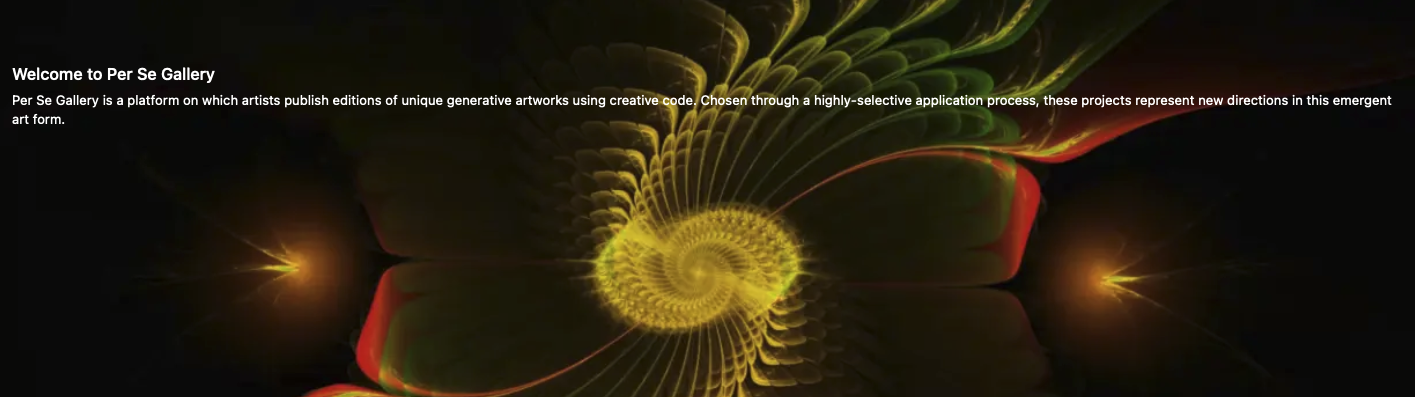 Welcome to Per Se Gallery
Per Se Gallery is a platform on which artists publish editions of unique generative artworks using creative code. Chosen through a highly-selective application process, these projects represent new directions in this emergent
art form.